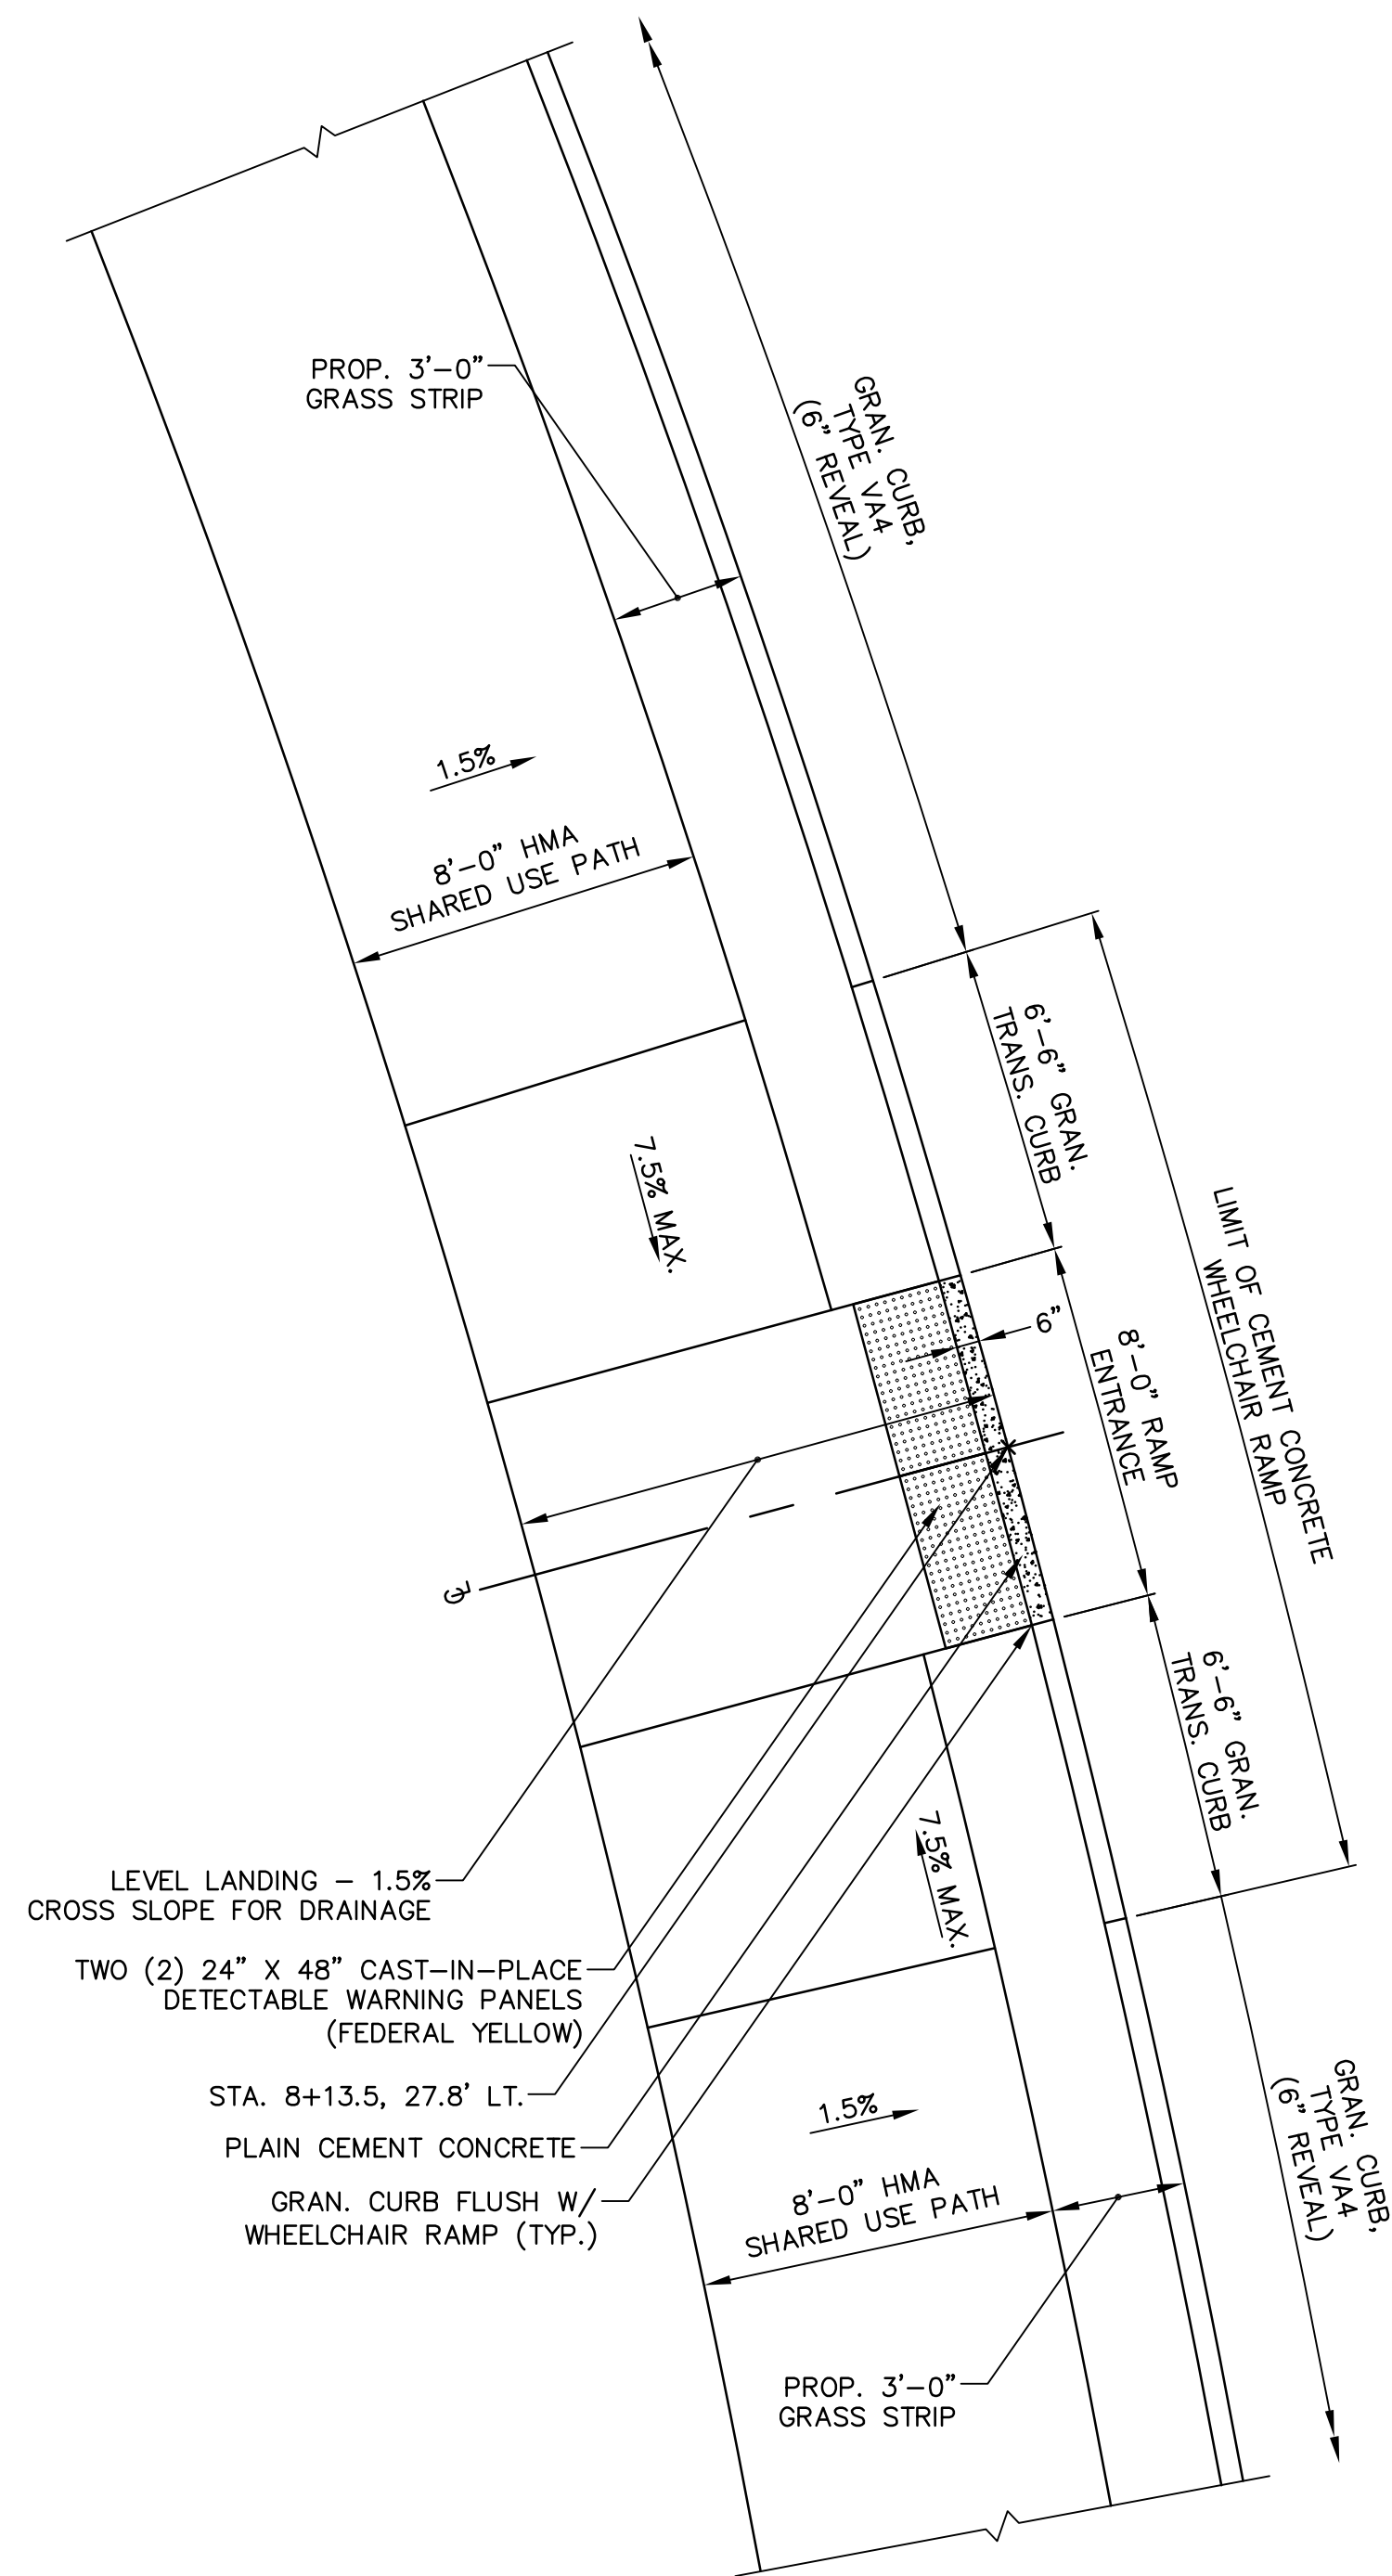 PROP. 3'-0"
GRASS STRIP
GRAN. CURB,
TYPE VA4
(6" REVEAL)
1.5%
8'-0" HMA
SHARED USE PATH
6'-6" GRAN.
TRANS. CURB
7.5% MAX.
LIMIT OF CEMENT CONCRETE
WHEELCHAIR RAMP
6"
8'-0" RAMP
ENTRANCE
℄
6'-6" GRAN.
TRANS. CURB
7.5% MAX.
LEVEL LANDING - 1.5%
CROSS SLOPE FOR DRAINAGE
TWO (2) 24" X 48" CAST-IN-PLACE
DETECTABLE WARNING PANELS
(FEDERAL YELLOW)
STA. 8+13.5, 27.8' LT.
PLAIN CEMENT CONCRETE
GRAN. CURB FLUSH W/
WHEELCHAIR RAMP (TYP.)
1.5%
8'-0" HMA
SHARED USE PATH
GRAN. CURB,
TYPE VA4
(6" REVEAL)
PROP. 3'-0"
GRASS STRIP